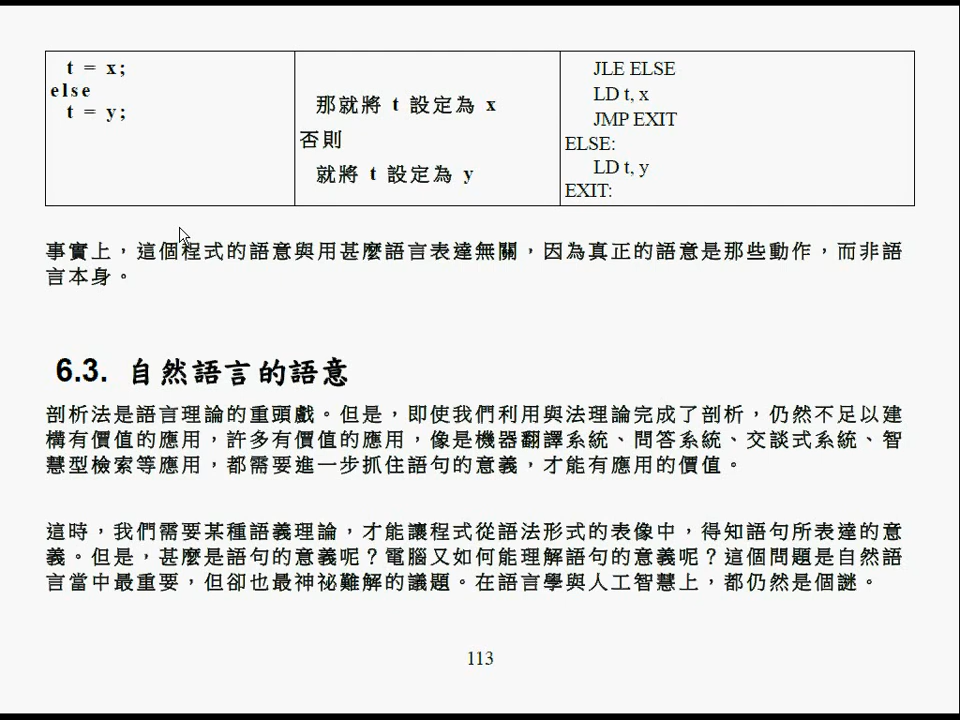 t = x;
else
t = y;
那就將 t 設定為 x
否則
就將 t 設定為 y
JLE ELSE
LD t, x
JMP EXIT
ELSE:
LD t, y
EXIT:
事實上，這個程式的語意與用甚麼語言表達無關，因為真正的語意是那些動作，而非語
言本身。
6.3. 自然語言的語意
剖析法是語言理論的重頭戲。但是，即使我們利用與法理論完成了剖析，仍然不足以建
構有價值的應用，許多有價值的應用，像是機器翻譯系統、問答系統、交談式系統、智
慧型檢索等應用，都需要進一步抓住語句的意義，才能有應用的價值。
這時，我們需要某種語義理論，才能讓程式從語法形式的表像中，得知語句所表達的意
義。但是，甚麼是語句的意義呢？電腦又如何能理解語句的意義呢？這個問題是自然語
言當中最重要，但卻也最神祕難解的議題。在語言學與人工智慧上，都仍然是個謎。
113